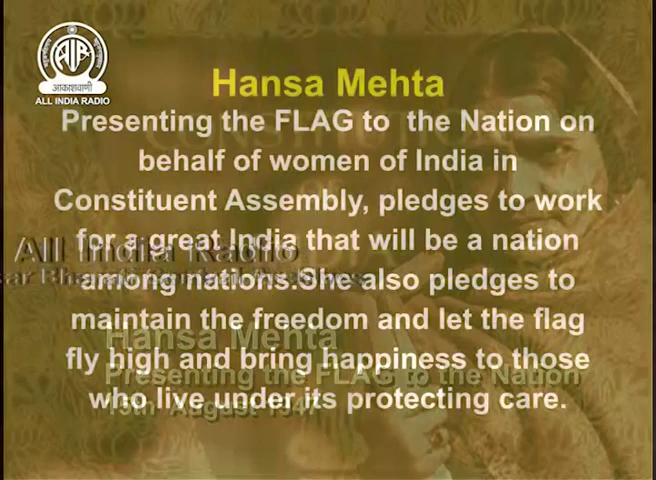 AIR
आकाशवाणी
ALL INDIA RADIO
Hansa Mehta
Presenting the FLAG to the Nation on
behalf of women of India in
Constituent Assembly, pledges to work
for a great India that will be a nation
among nations.She also pledges to
maintain the freedom and let the flag
fly high and bring happiness to those
who live under its protecting care.
All India Radio
Hansa Mehta
Presenting the FLAG to the Nation
August 1947